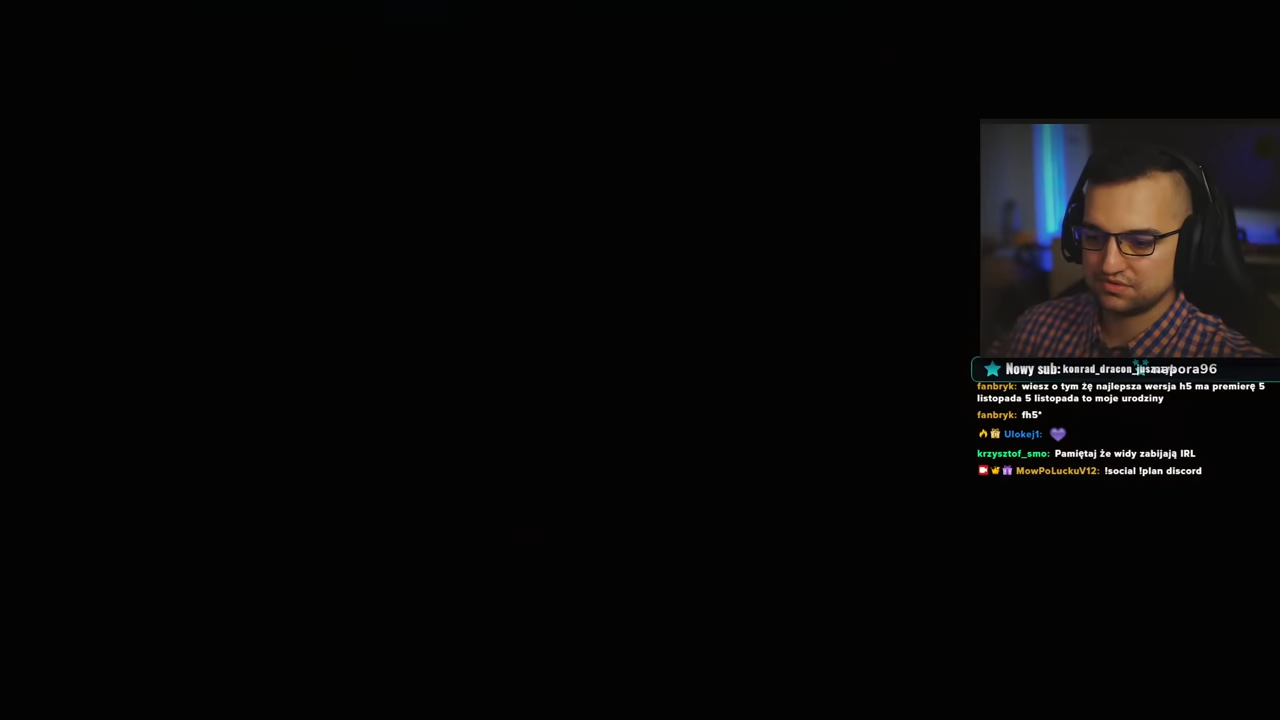 Nowy sub: konrad_dracon_juszczyk
fanbryk: wiesz o tym żę najlepsza wersja h5 ma premierę 5
listopada 5 listopada to moje urodziny
fanbryk: fh5*
Ulokej1:
krzysztof_smo: Pamiętaj że widy zabijają IRL
MowPoLuckuV12: !social !plan discord